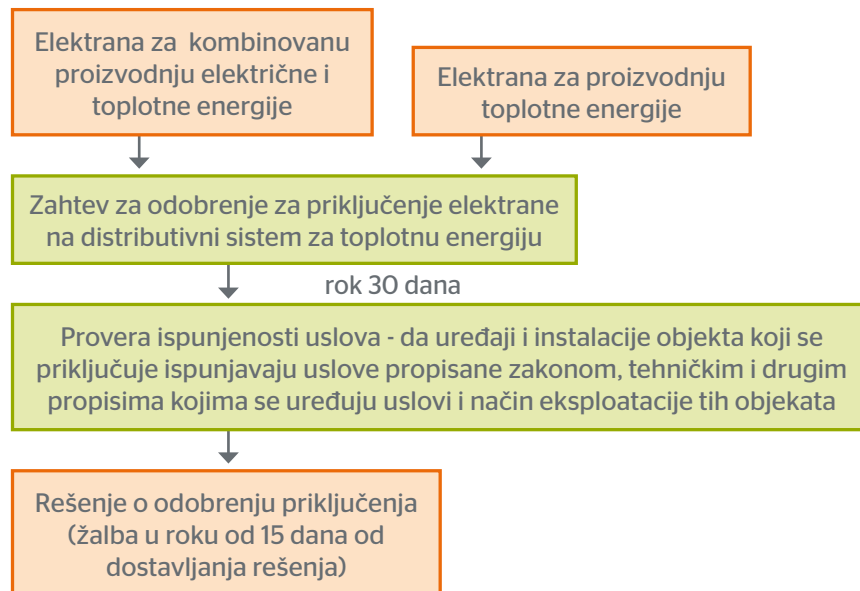 Elektrana za kombinovanu
proizvodnju električne i
toplotne energije
Elektrana za proizvodnju
toplotne energije
Zahtev za odobrenje za priključenje elektrane
na distributivni sistem za toplotnu energiju
rok 30 dana
Provera ispunjenosti uslova - da uređaji i instalacije objekta koji se
priključuje ispunjavaju uslove propisane zakonom, tehničkim i drugim
propisima kojima se uređuju uslovi i način eksploatacije tih objekata
Rešenje o odobrenju priključenja
(žalba u roku od 15 dana od
dostavljanja rešenja)